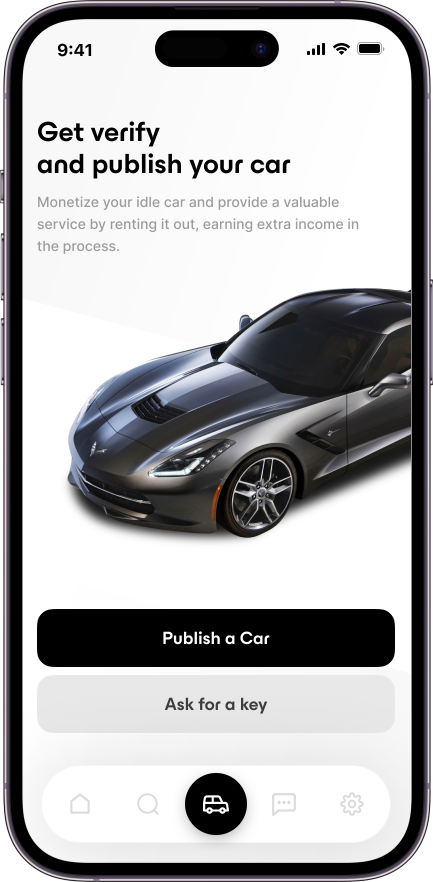 9:41
Get verify
and publish your car
Monetize your idle car and provide a valuable
service by renting it out, earning extra income in
the process.
Publish a Car
Ask for a key